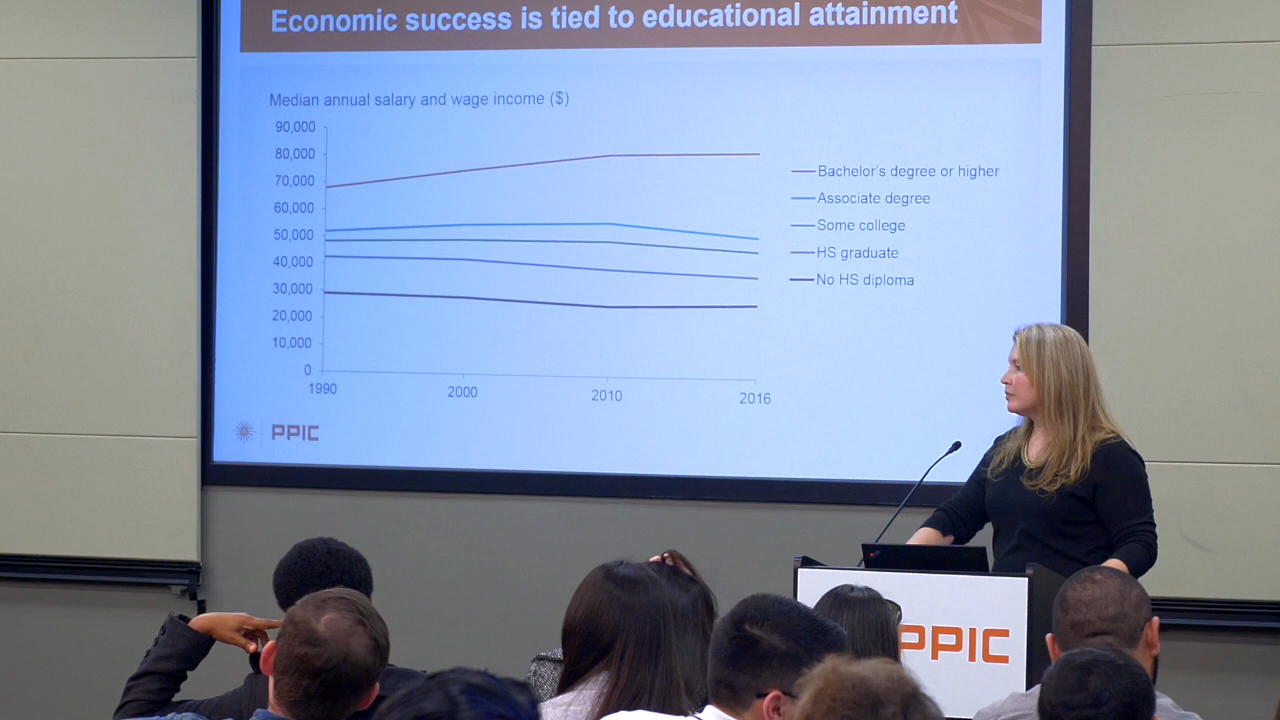 Economic success is tied to educational attainment
Median annual salary and wage income ($)
90,000
80,000
70,000
60,000
50,000
40,000
30,000
20,000
10,000
0
1990
2000
2010
2016
Bachelor's degree or higher
Associate degree
Some college
HS graduate
No HS diploma
PPIC
PPIC